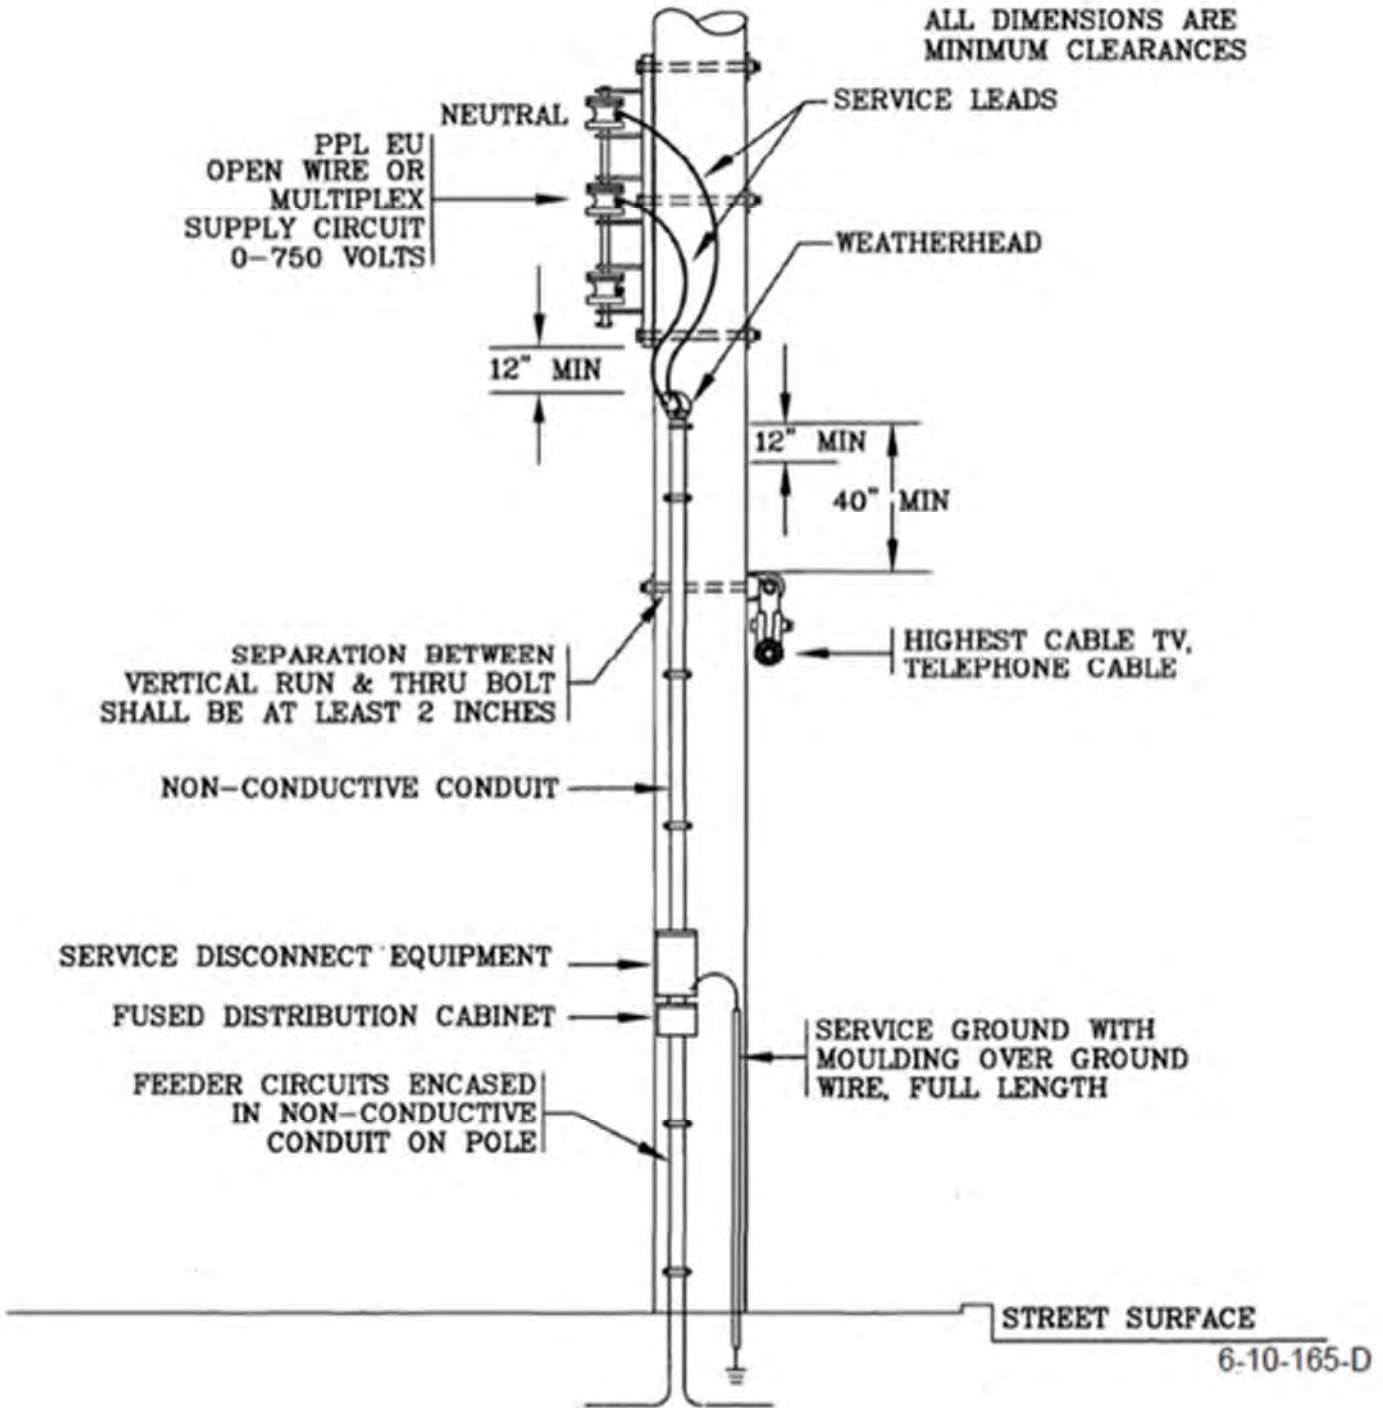 ALL DIMENSIONS ARE
MINIMUM CLEARANCES
SERVICE LEADS
NEUTRAL
PPL EU
OPEN WIRE OR
MULTIPLEX
SUPPLY CIRCUIT
0-750 VOLTS
WEATHERHEAD
12" MIN
12" MIN
40" MIN
HIGHEST CABLE TV,
TELEPHONE CABLE
SEPARATION BETWEEN
VERTICAL RUN & THRU BOLT
SHALL BE AT LEAST 2 INCHES
NON-CONDUCTIVE CONDUIT
SERVICE DISCONNECT EQUIPMENT
FUSED DISTRIBUTION CABINET
SERVICE GROUND WITH
MOULDING OVER GROUND
WIRE, FULL LENGTH
FEEDER CIRCUITS ENCASED
IN NON-CONDUCTIVE
CONDUIT ON POLE
STREET SURFACE
6-10-165-D